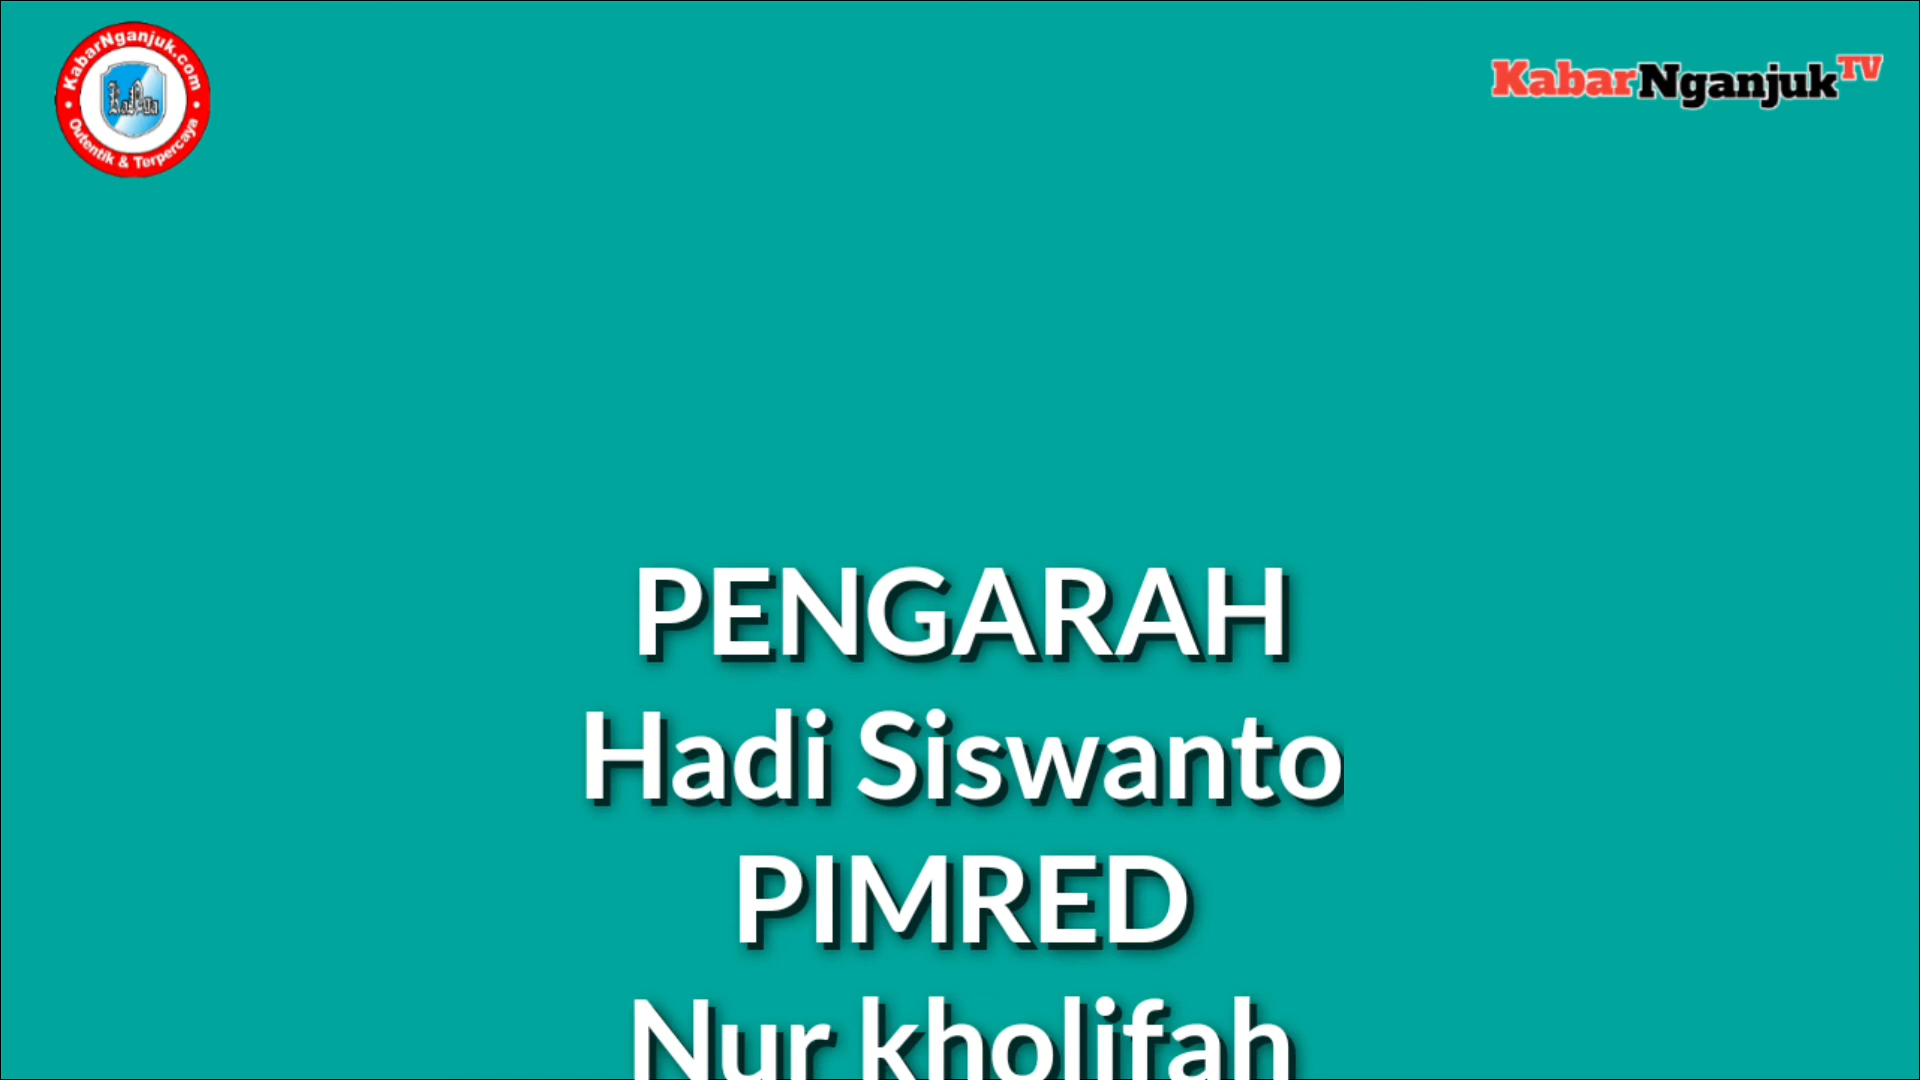 KabarNganjuk.com
Outentik & Terpercaya
KabarNganjukTV
PENGARAH
Hadi Siswanto
PIMRED
Nur kholifah